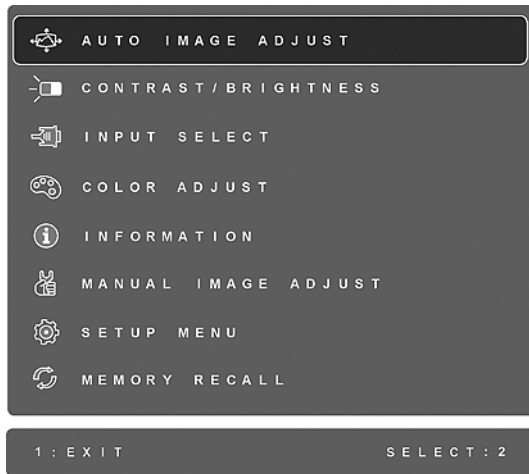 AUTO IMAGE ADJUST
CONTRAST/BRIGHTNESS
INPUT SELECT
COLOR ADJUST
INFORMATION
MANUAL IMAGE ADJUST
SETUP MENU
MEMORY RECALL
1:EXIT SELECT:2